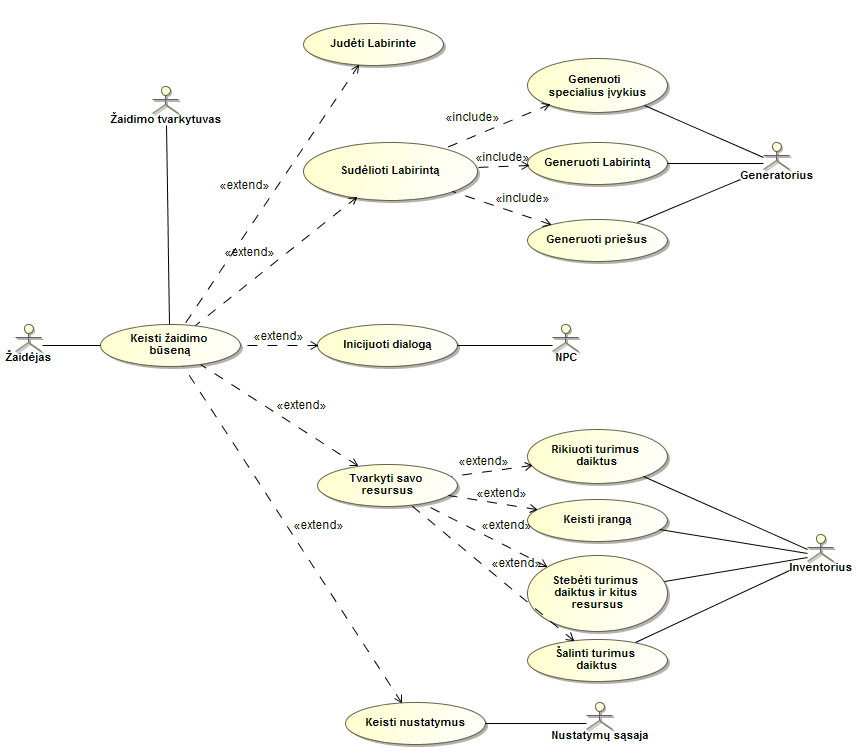 Judėti Labirinte
Žaidimo tvarkytuvas
Generuoti
specialius įvykius
«include»
Sudėlioti Labirintą
«include»
Generuoti Labirintą
Generatorius
«extend»
«include»
Generuoti priešus
«extend»
Žaidėjas
Keisti žaidimo
būseną
«extend»
Inicijuoti dialogą
NPC
«extend»
Tvarkyti savo
resursus
«extend»
Rikiuoti turimus
daiktus
«extend»
Keisti įrangą
«extend»
«extend»
Stebėti turimus
daiktus ir kitus
resursus
Inventorius
«extend»
Šalinti turimus
daiktus
Keisti nustatymus
Nustatymų sąsaja